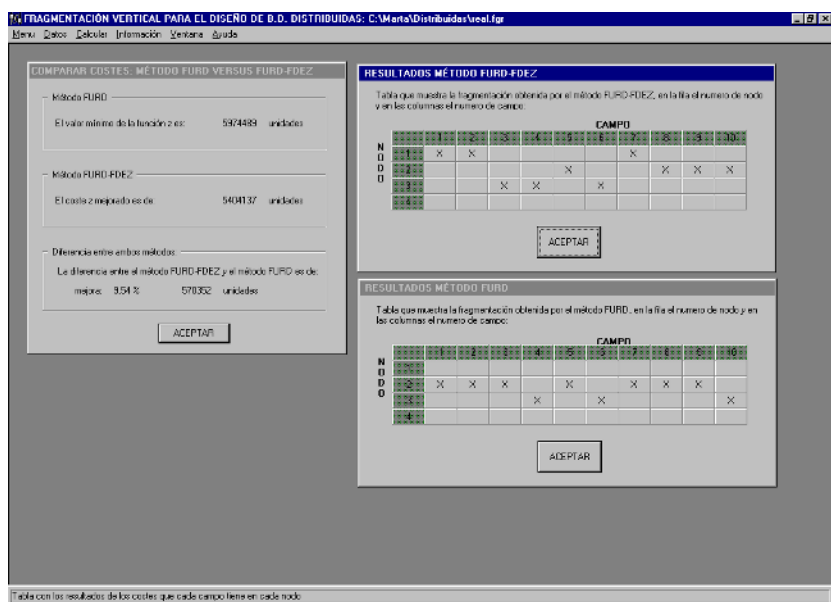 FRAGMENTACIÓN VERTICAL PARA EL DISEÑO DE B.D. DISTRIBUIDAS: C:\Marta\Distribuidas\real.fgr
Menu Datos Calcular Información Ventana Ayuda
COMPARAR COSTES: MÉTODO FURD VERSUS FURD-FDEZ
Método FURD
El valor mínimo de la función z es: 5974489 unidades
Método FURD-FDEZ
El coste z mejorado es de 5404137 unidades
Diferencia entre ambos métodos:
La diferencia entre el método FURD-FDEZ y el método FURD es de:
mejora: 9.54 % 570352 unidades
ACEPTAR
RESULTADOS MÉTODO FURD-FDEZ
Tabla que muestra la fragmentación obtenida por el método FURD-FDEZ, en la fila el numero de nodo
y en las columnas el numero de campo:
CAMPO
1 2 3 4 5 6 7 8 9 10
NODO
1 X X X
2 X X X X
3 X X X
4
ACEPTAR
RESULTADOS MÉTODO FURD
Tabla que muestra la fragmentación obtenida por el método FURD, en la fila el numero de nodo y en
las columnas el numero de campo:
CAMPO
1 2 3 4 5 6 7 8 9 10
NODO
1
2 X X X X X X X
3 X X X
4
ACEPTAR
Tabla con los resultados de los costes que cada campo tiene en cada nodo